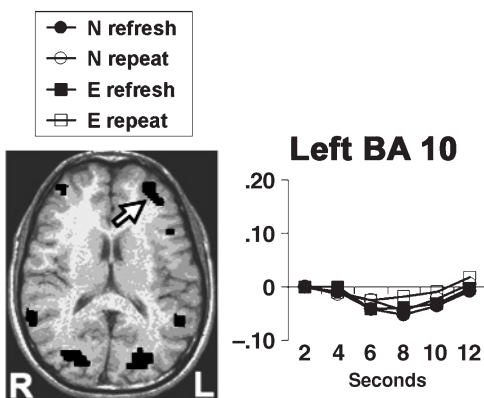 N refresh
N repeat
E refresh
E repeat
Left BA 10
.20
.10
0
–.10
2 4 6 8 10 12
Seconds
R L